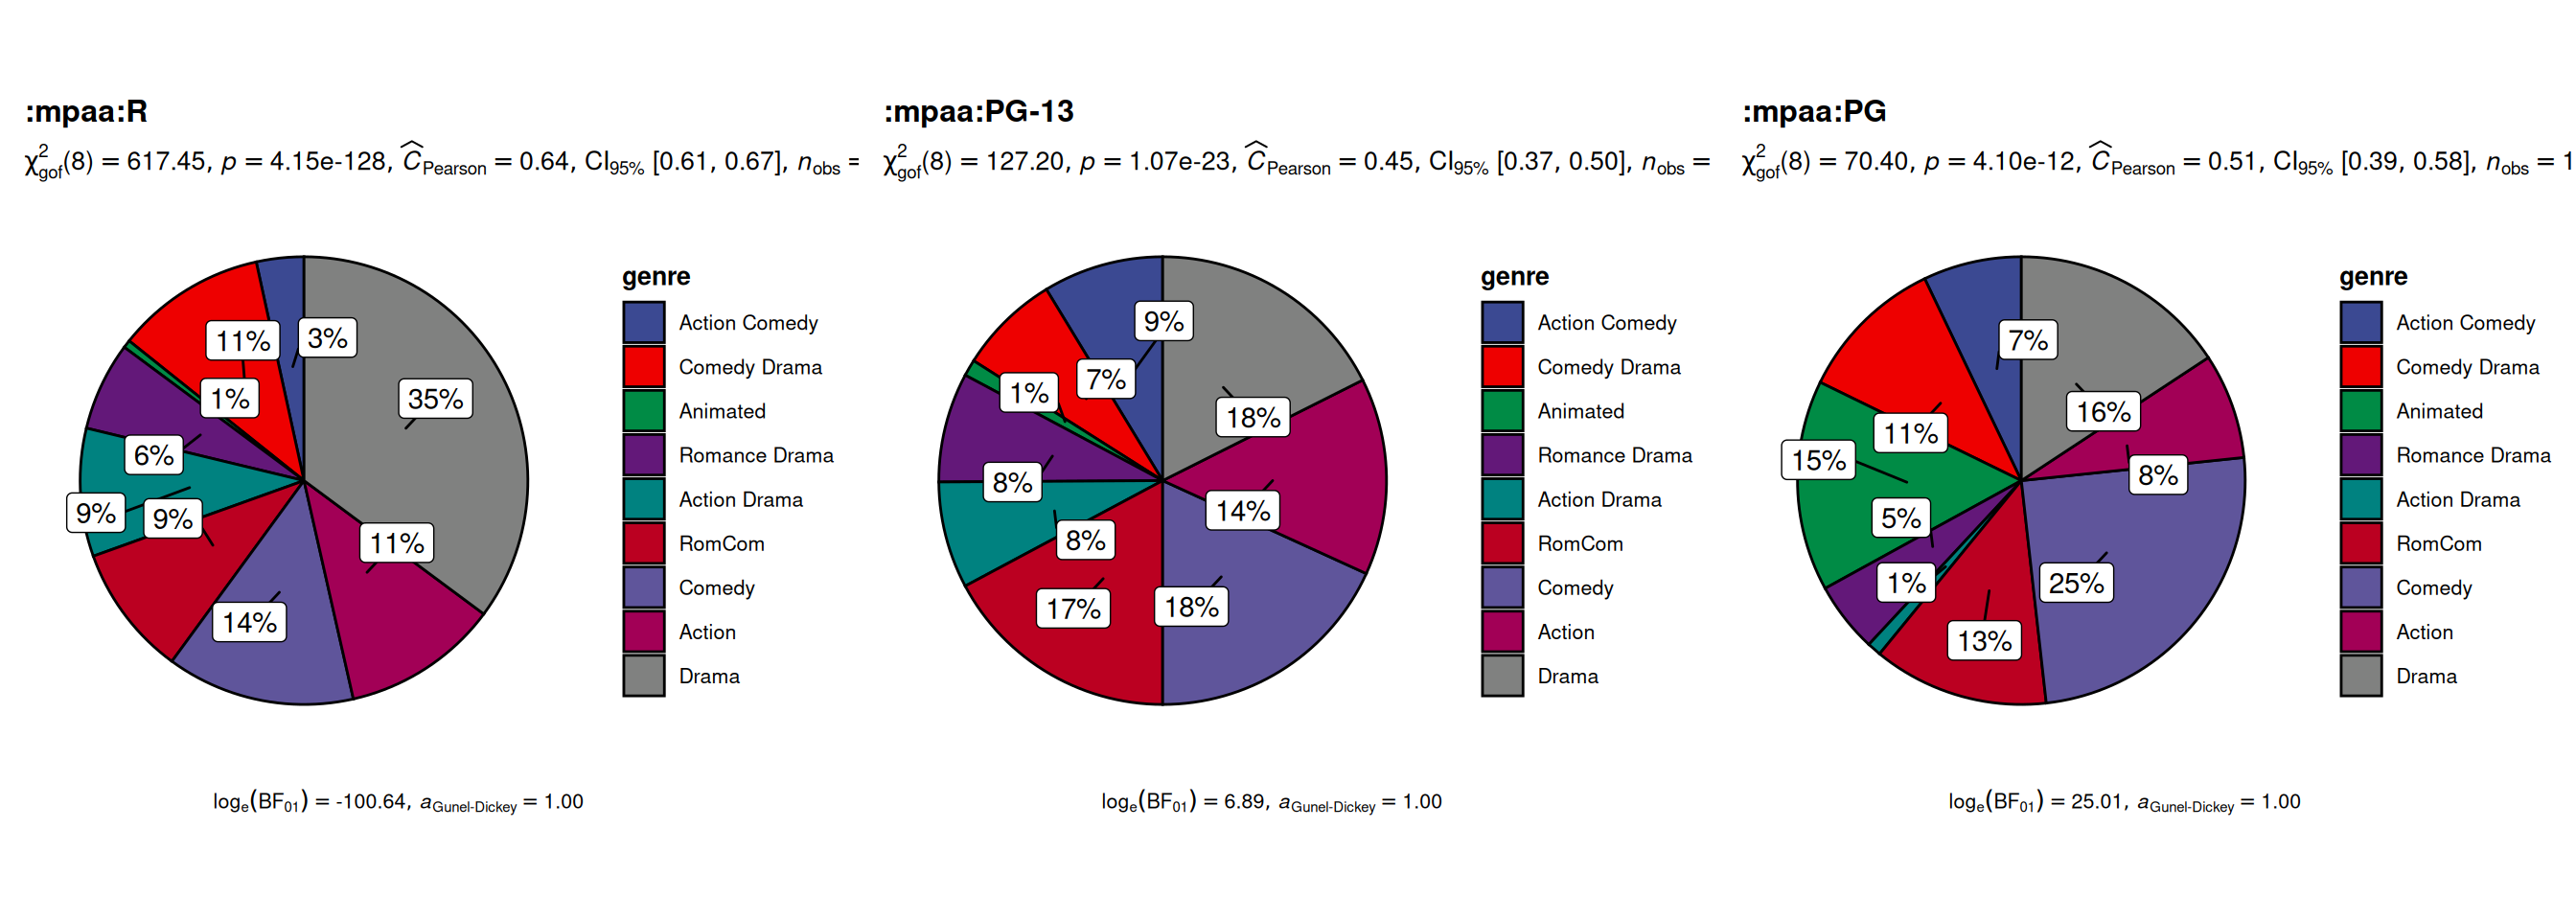 :mpaa:R
χ²gof(8) = 617.45, p = 4.15e-128, ĈPearson = 0.64, CI95% [0.61, 0.67], nobs =
35%
11%
14%
9%
9%
6%
1%
11%
3%
genre
Action Comedy
Comedy Drama
Animated
Romance Drama
Action Drama
RomCom
Comedy
Action
Drama
loge(BF01) = -100.64, aGunel-Dickey = 1.00
:mpaa:PG-13
χ²gof(8) = 127.20, p = 1.07e-23, ĈPearson = 0.45, CI95% [0.37, 0.50], nobs =
18%
14%
18%
17%
8%
8%
1%
7%
9%
genre
Action Comedy
Comedy Drama
Animated
Romance Drama
Action Drama
RomCom
Comedy
Action
Drama
loge(BF01) = 6.89, aGunel-Dickey = 1.00
:mpaa:PG
χ²gof(8) = 70.40, p = 4.10e-12, ĈPearson = 0.51, CI95% [0.39, 0.58], nobs = 1
16%
8%
25%
13%
1%
5%
15%
11%
7%
genre
Action Comedy
Comedy Drama
Animated
Romance Drama
Action Drama
RomCom
Comedy
Action
Drama
loge(BF01) = 25.01, aGunel-Dickey = 1.00